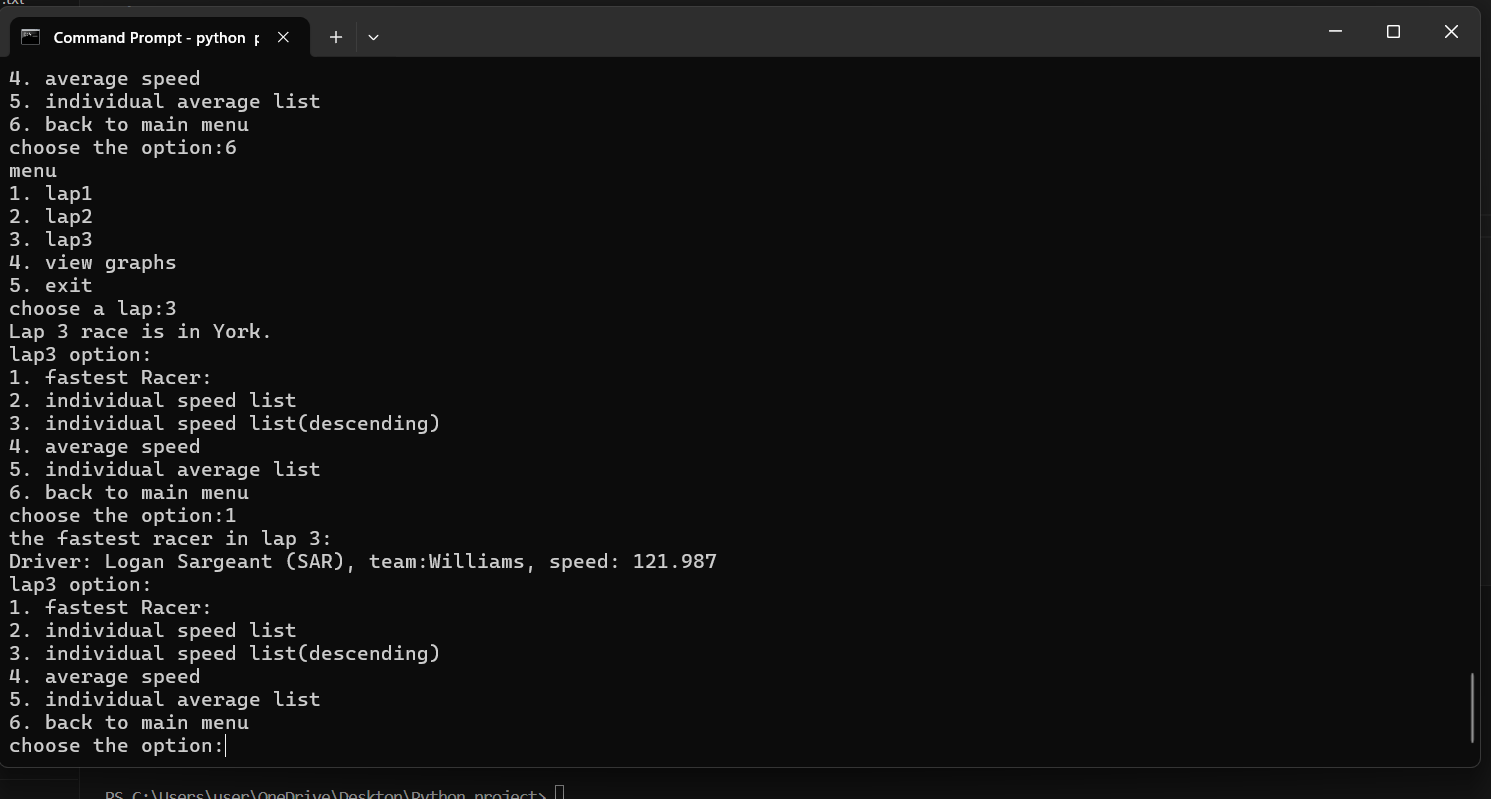 .txt
Command Prompt - python p
4. average speed
5. individual average list
6. back to main menu
choose the option:6
menu
1. lap1
2. lap2
3. lap3
4. view graphs
5. exit
choose a lap:3
Lap 3 race is in York.
lap3 option:
1. fastest Racer:
2. individual speed list
3. individual speed list(descending)
4. average speed
5. individual average list
6. back to main menu
choose the option:1
the fastest racer in lap 3:
Driver: Logan Sargeant (SAR), team:Williams, speed: 121.987
lap3 option:
1. fastest Racer:
2. individual speed list
3. individual speed list(descending)
4. average speed
5. individual average list
6. back to main menu
choose the option:
PS C:\Users\user\OneDrive\Desktop\Python project>